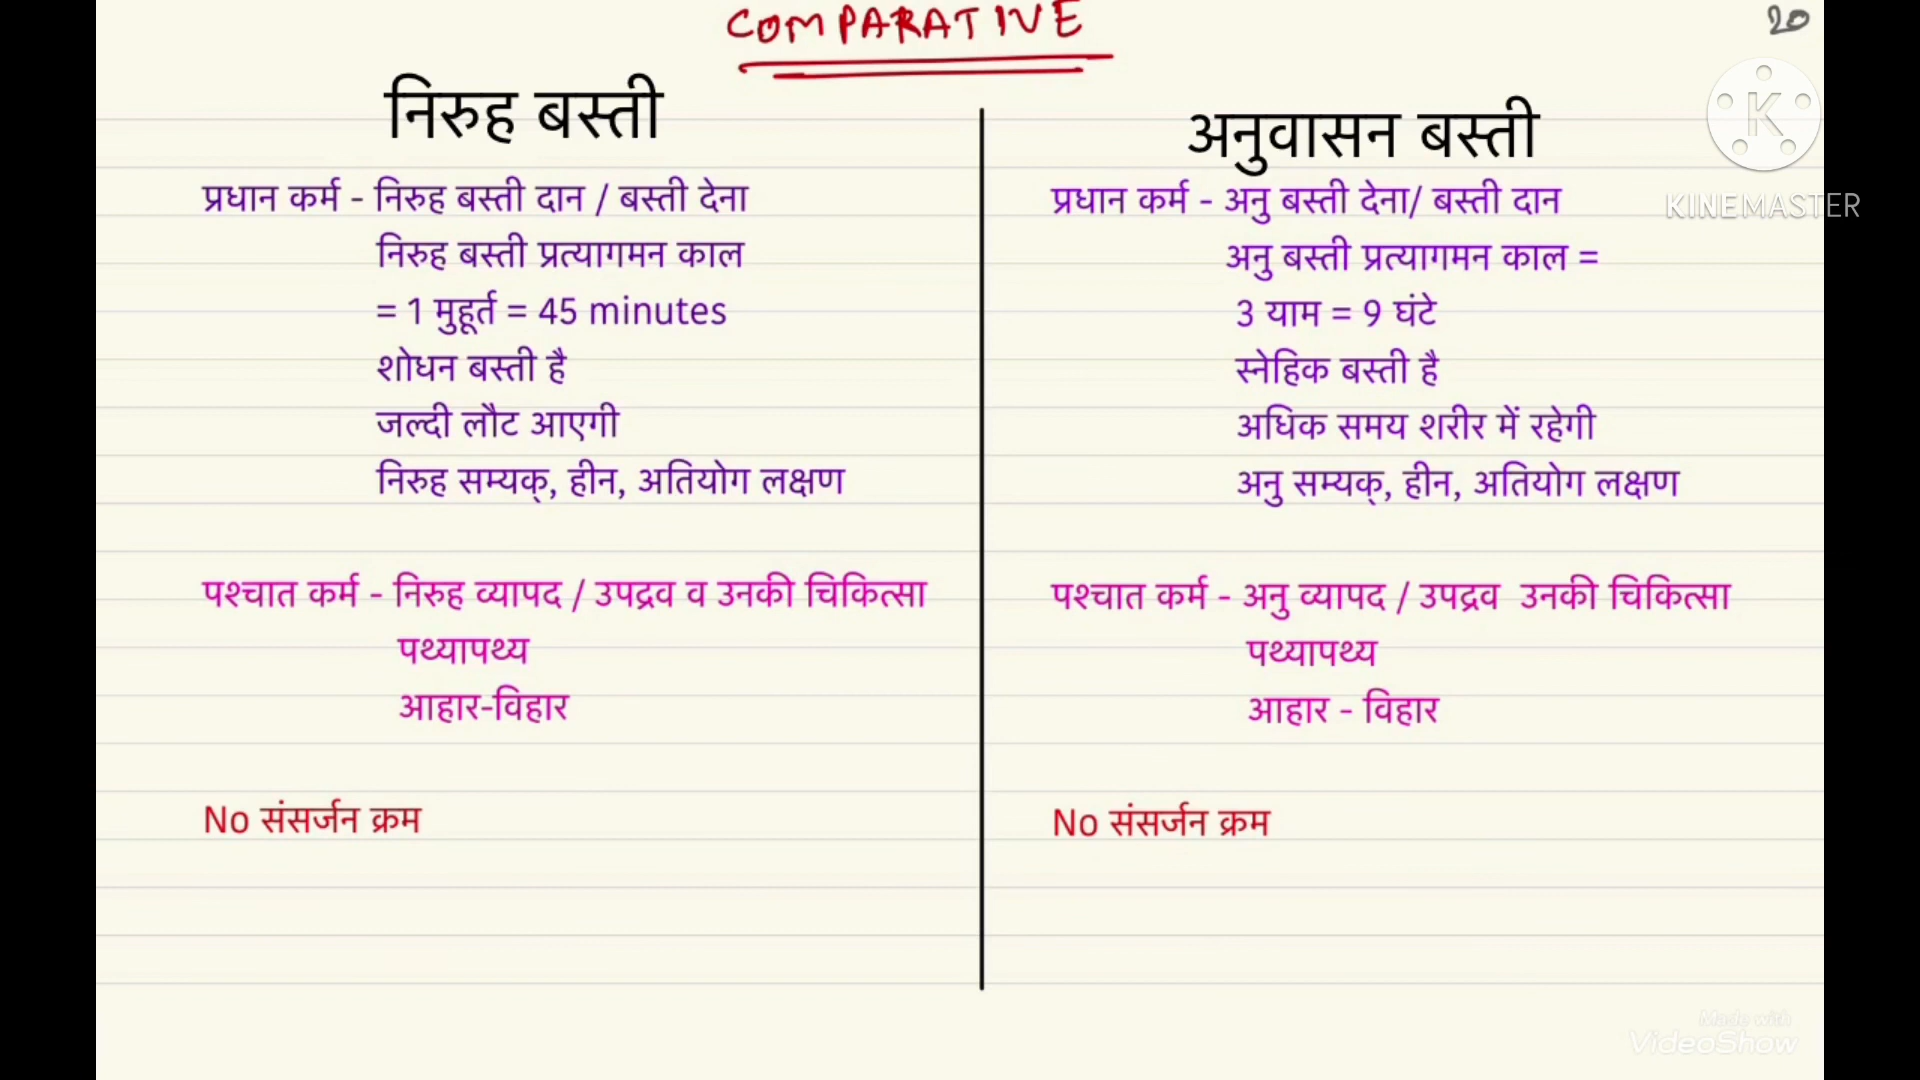 COMPARATIVE
20
निरुह बस्ती
प्रधान कर्म - निरुह बस्ती दान / बस्ती देना
निरुह बस्ती प्रत्यागमन काल
= 1 मुहूर्त = 45 minutes
शोधन बस्ती है
जल्दी लौट आएगी
निरुह सम्यक्, हीन, अतियोग लक्षण
पश्चात कर्म - निरुह व्यापद / उपद्रव व उनकी चिकित्सा
पथ्यापथ्य
आहार-विहार
No संसर्जन क्रम
अनुवासन बस्ती
प्रधान कर्म - अनु बस्ती देना/ बस्ती दान
अनु बस्ती प्रत्यागमन काल =
3 याम = 9 घंटे
स्नेहिक बस्ती है
अधिक समय शरीर में रहेगी
अनु सम्यक्, हीन, अतियोग लक्षण
पश्चात कर्म - अनु व्यापद / उपद्रव उनकी चिकित्सा
पथ्यापथ्य
आहार - विहार
No संसर्जन क्रम
K
KINEMASTER
Made with
VideoShow